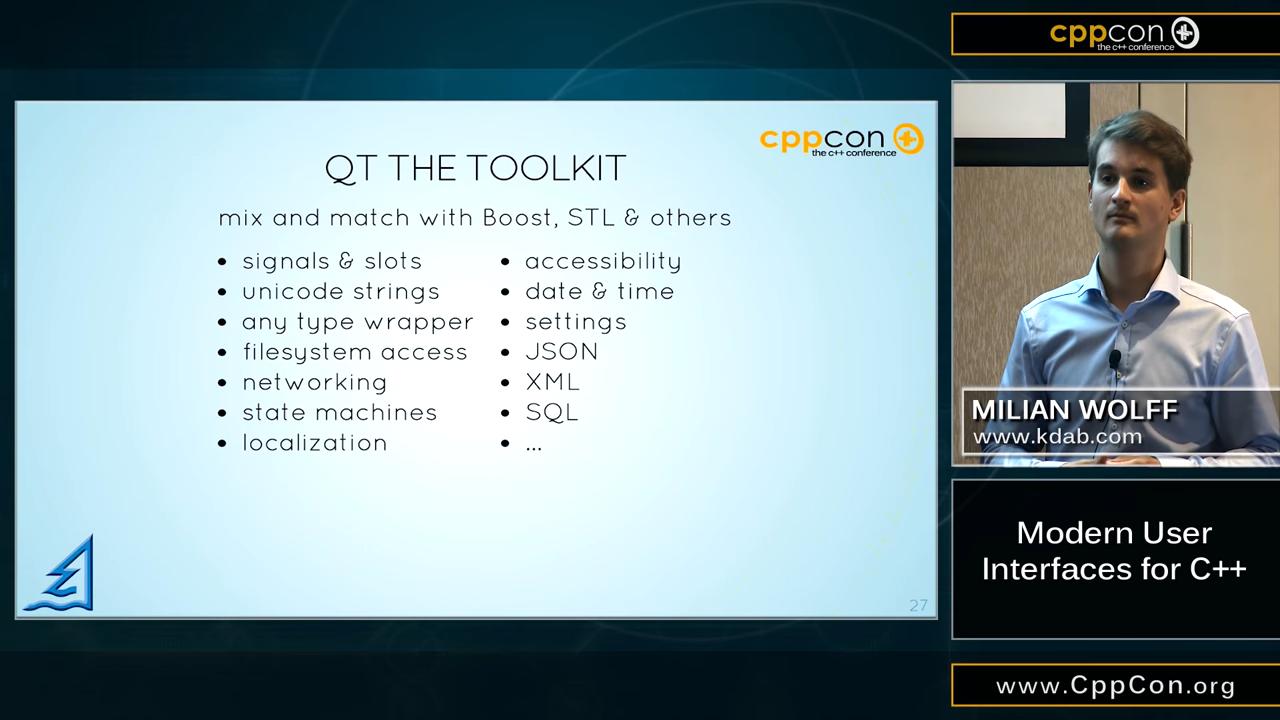 cppcon
the c++ conference
QT THE TOOLKIT
mix and match with Boost, STL & others
• signals & slots
• unicode strings
• any type wrapper
• filesystem access
• networking
• state machines
• localization
• accessibility
• date & time
• settings
• JSON
• XML
• SQL
• ...
27
cppcon
the c++ conference
MILIAN WOLFF
www.kdab.com
Modern User
Interfaces for C++
www.CppCon.org